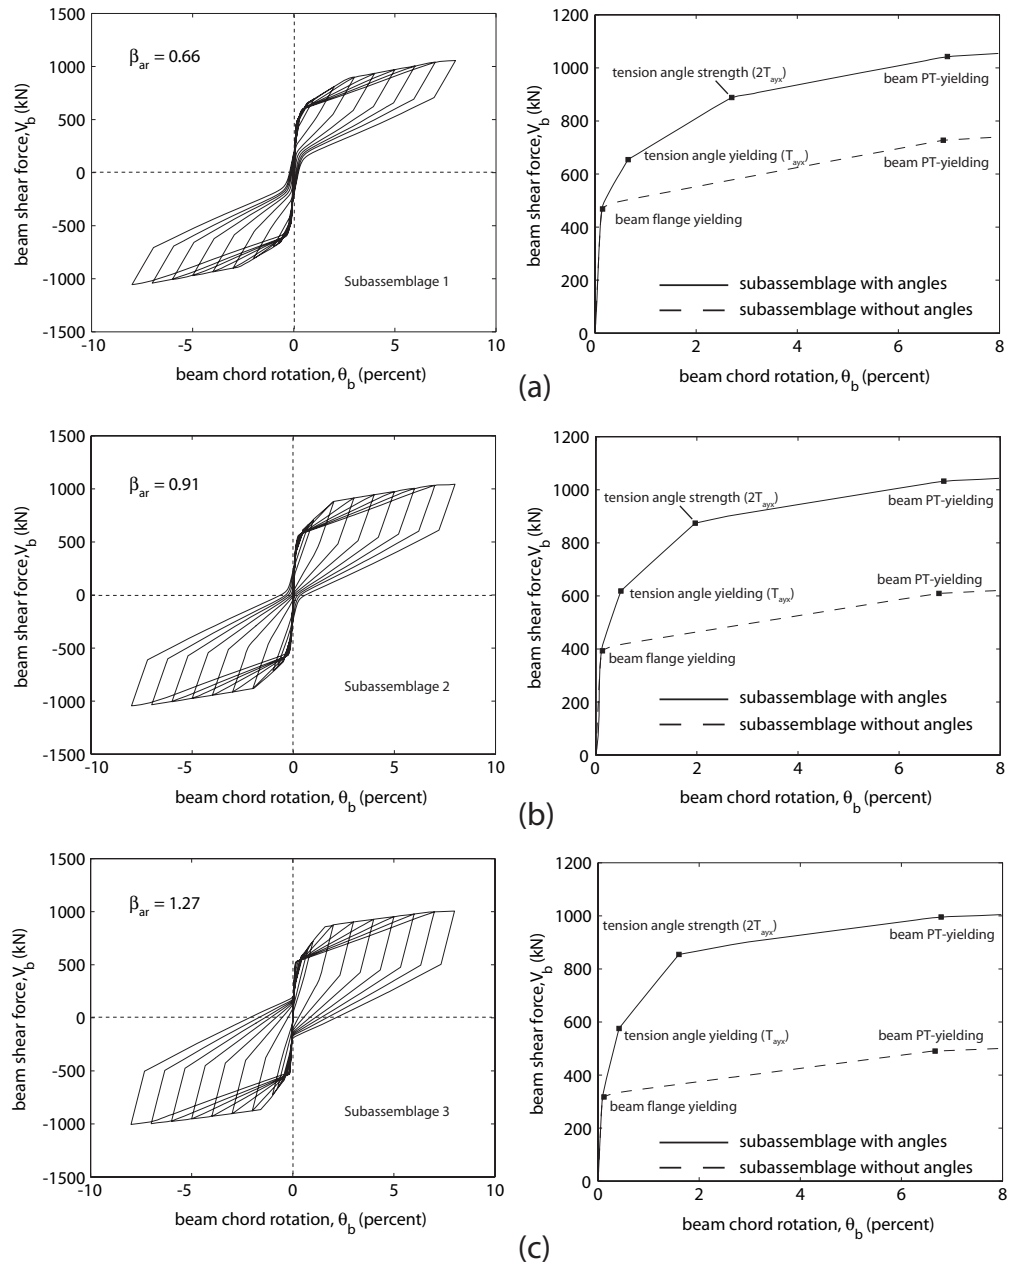 1500
1000
500
0
-500
-1000
-1500
-10
-5
0
5
10
beam shear force,V_b (kN)
beam chord rotation, θ_b (percent)
β_ar = 0.66
Subassemblage 1
1200
1000
800
600
400
200
0
0
2
4
6
8
beam shear force, V_b (kN)
beam chord rotation, θ_b (percent)
tension angle strength (2T_ayx)
beam PT-yielding
tension angle yielding (T_ayx)
beam PT-yielding
beam flange yielding
subassemblage with angles
subassemblage without angles
(a)
1500
1000
500
0
-500
-1000
-1500
-10
-5
0
5
10
beam shear force,V_b (kN)
beam chord rotation, θ_b (percent)
β_ar = 0.91
Subassemblage 2
1200
1000
800
600
400
200
0
0
2
4
6
8
beam shear force, V_b (kN)
beam chord rotation, θ_b (percent)
tension angle strength (2T_ayx)
beam PT-yielding
beam PT-yielding
tension angle yielding (T_ayx)
beam flange yielding
subassemblage with angles
subassemblage without angles
(b)
1500
1000
500
0
-500
-1000
-1500
-10
-5
0
5
10
beam shear force,V_b (kN)
beam chord rotation, θ_b (percent)
β_ar = 1.27
Subassemblage 3
1200
1000
800
600
400
200
0
0
2
4
6
8
beam shear force, V_b (kN)
beam chord rotation, θ_b (percent)
tension angle strength (2T_ayx)
beam PT-yielding
tension angle yielding (T_ayx)
beam PT-yielding
beam flange yielding
subassemblage with angles
subassemblage without angles
(c)